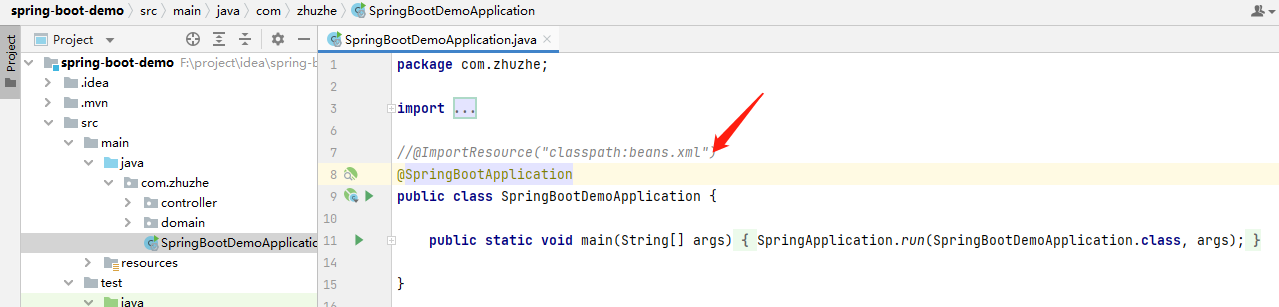 spring-boot-demo › src › main › java › com › zhuzhe › SpringBootDemoApplication
Project
Project
SpringBootDemoApplication.java
spring-boot-demo F:\project\idea\spring-b
.idea
.mvn
src
main
java
com.zhuzhe
controller
domain
SpringBootDemoApplicatio
resources
test
java
1 package com.zhuzhe;
2
3 import ...
6
7 //@ImportResource("classpath:beans.xml")
8 @SpringBootApplication
9 public class SpringBootDemoApplication {
10
11 public static void main(String[] args) { SpringApplication.run(SpringBootDemoApplication.class, args); }
14
15 }
16